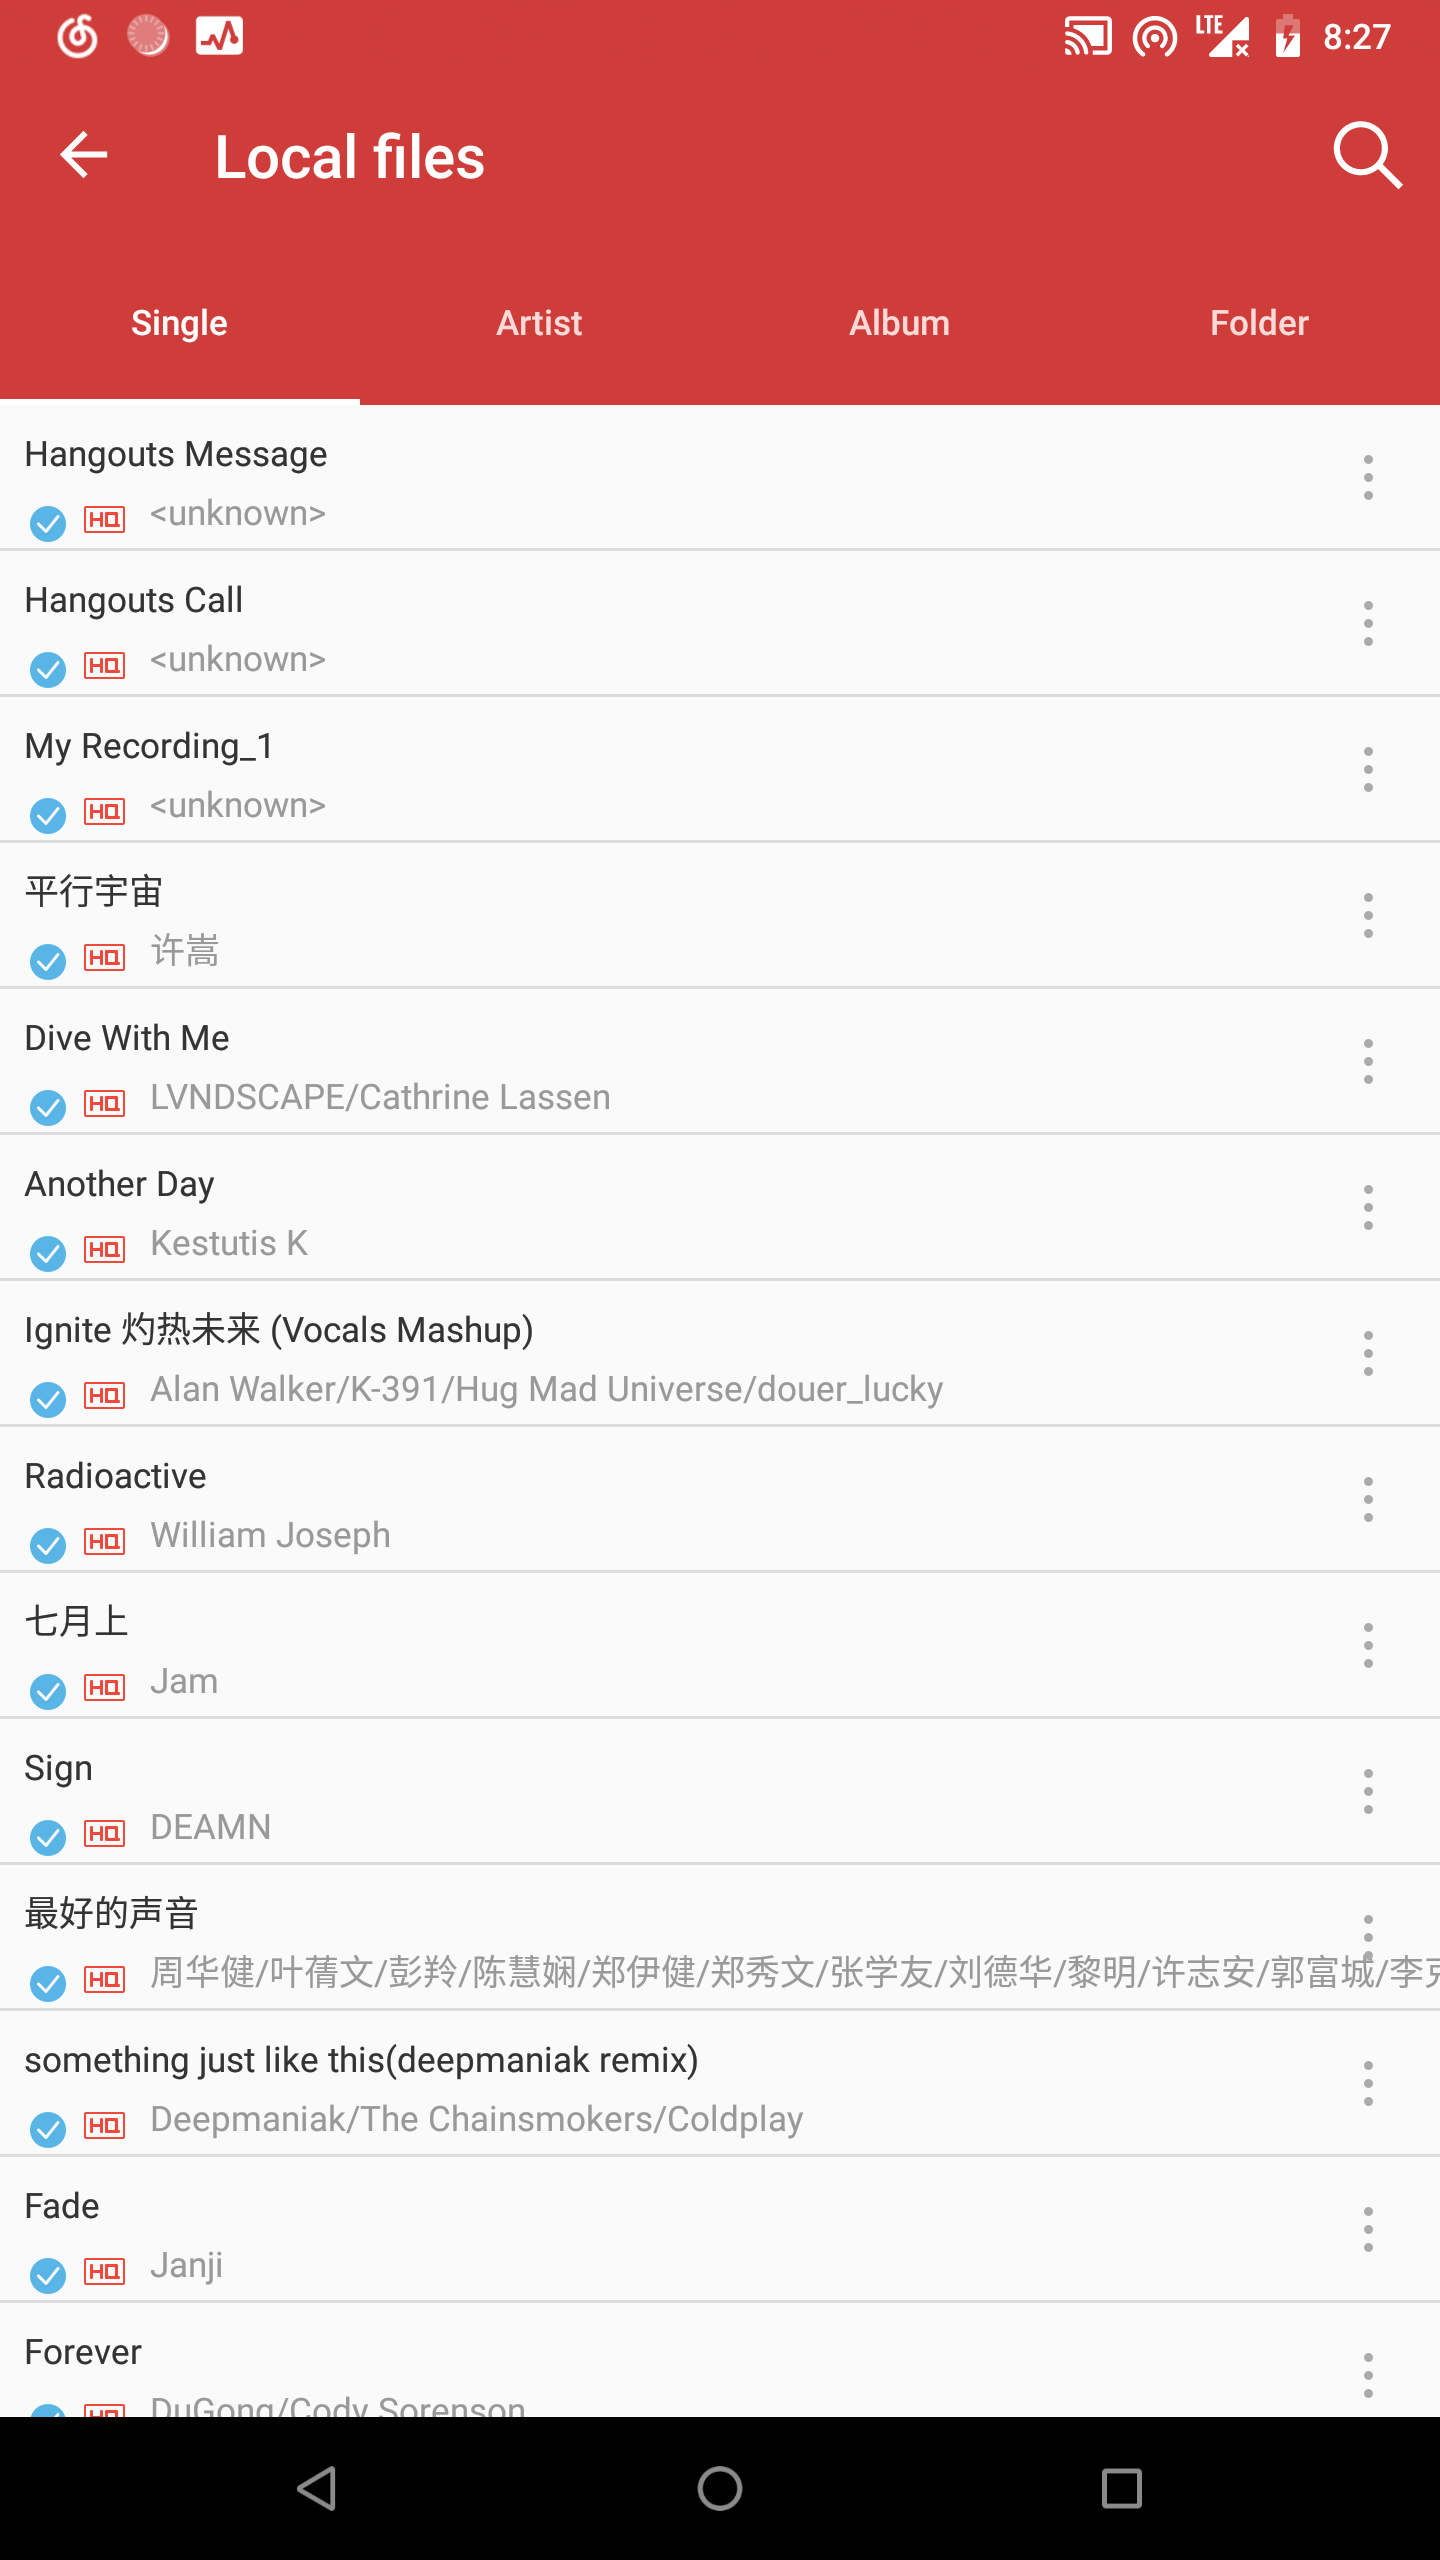 LTE 8:27
Local files
Single Artist Album Folder
Hangouts Message
HQ <unknown>
Hangouts Call
HQ <unknown>
My Recording_1
HQ <unknown>
平行宇宙
HQ 许嵩
Dive With Me
HQ LVNDSCAPE/Cathrine Lassen
Another Day
HQ Kestutis K
Ignite 灼热未来 (Vocals Mashup)
HQ Alan Walker/K-391/Hug Mad Universe/douer_lucky
Radioactive
HQ William Joseph
七月上
HQ Jam
Sign
HQ DEAMN
最好的声音
HQ 周华健/叶蒨文/彭羚/陈慧娴/郑伊健/郑秀文/张学友/刘德华/黎明/许志安/郭富城/李克
something just like this(deepmaniak remix)
HQ Deepmaniak/The Chainsmokers/Coldplay
Fade
HQ Janji
Forever
HQ DuGong/Cody Sorenson